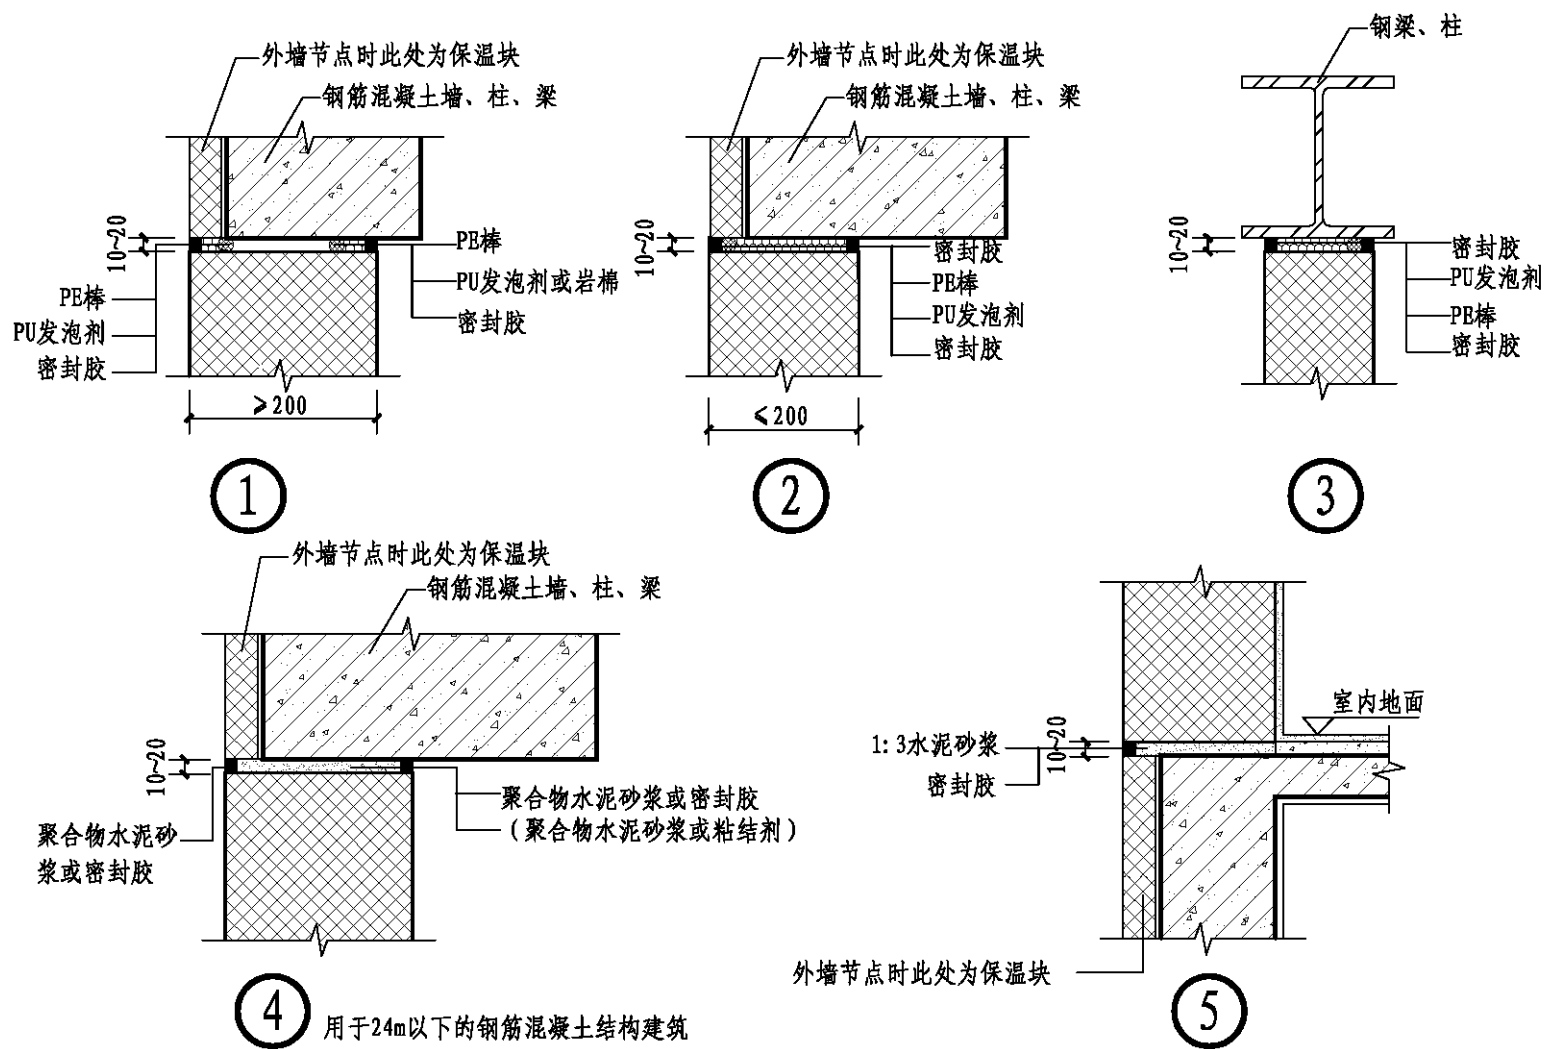 外墙节点时此处为保温块
钢筋混凝土墙、柱、梁
10~20
PE棒
PU发泡剂
密封胶
PE棒
PU发泡剂或岩棉
密封胶
≥200
1
外墙节点时此处为保温块
钢筋混凝土墙、柱、梁
10~20
密封胶
PE棒
PU发泡剂
密封胶
≤200
2
钢梁、柱
10~20
密封胶
PU发泡剂
PE棒
密封胶
3
外墙节点时此处为保温块
钢筋混凝土墙、柱、梁
10~20
聚合物水泥砂
浆或密封胶
聚合物水泥砂浆或密封胶
（聚合物水泥砂浆或粘结剂）
4
用于24m以下的钢筋混凝土结构建筑
室内地面
1:3水泥砂浆
密封胶
10~20
外墙节点时此处为保温块
5